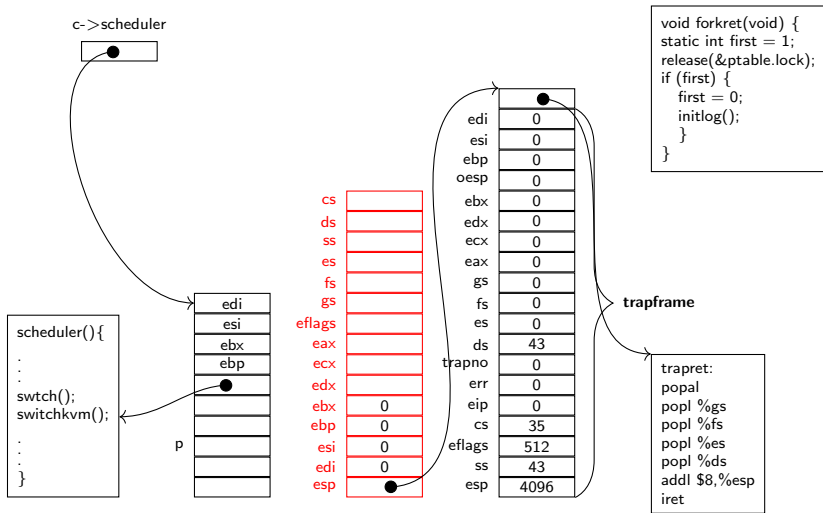 c->scheduler
void forkret(void) {
static int first = 1;
release(&ptable.lock);
if (first) {
first = 0;
initlog();
}
}
edi 0
esi 0
ebp 0
oesp 0
ebx 0
edx 0
ecx 0
eax 0
gs 0
fs 0
es 0
ds 43
trapno 0
err 0
eip 0
cs 35
eflags 512
ss 43
esp 4096
trapframe
cs
ds
ss
es
fs
gs
eflags
eax
ecx
edx
ebx 0
ebp 0
esi 0
edi 0
esp
edi
esi
ebx
ebp
p
scheduler(){
.
.
.
swtch();
switchkvm();
.
.
.
}
trapret:
popal
popl %gs
popl %fs
popl %es
popl %ds
addl $8,%esp
iret